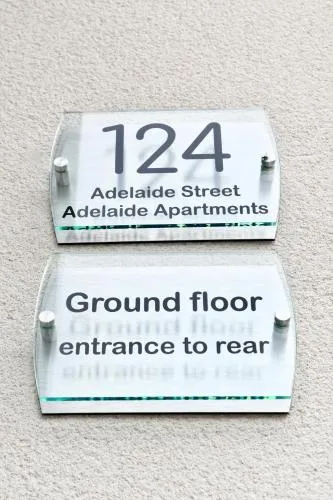 124
Adelaide Street
Adelaide Apartments
Ground floor
entrance to rear